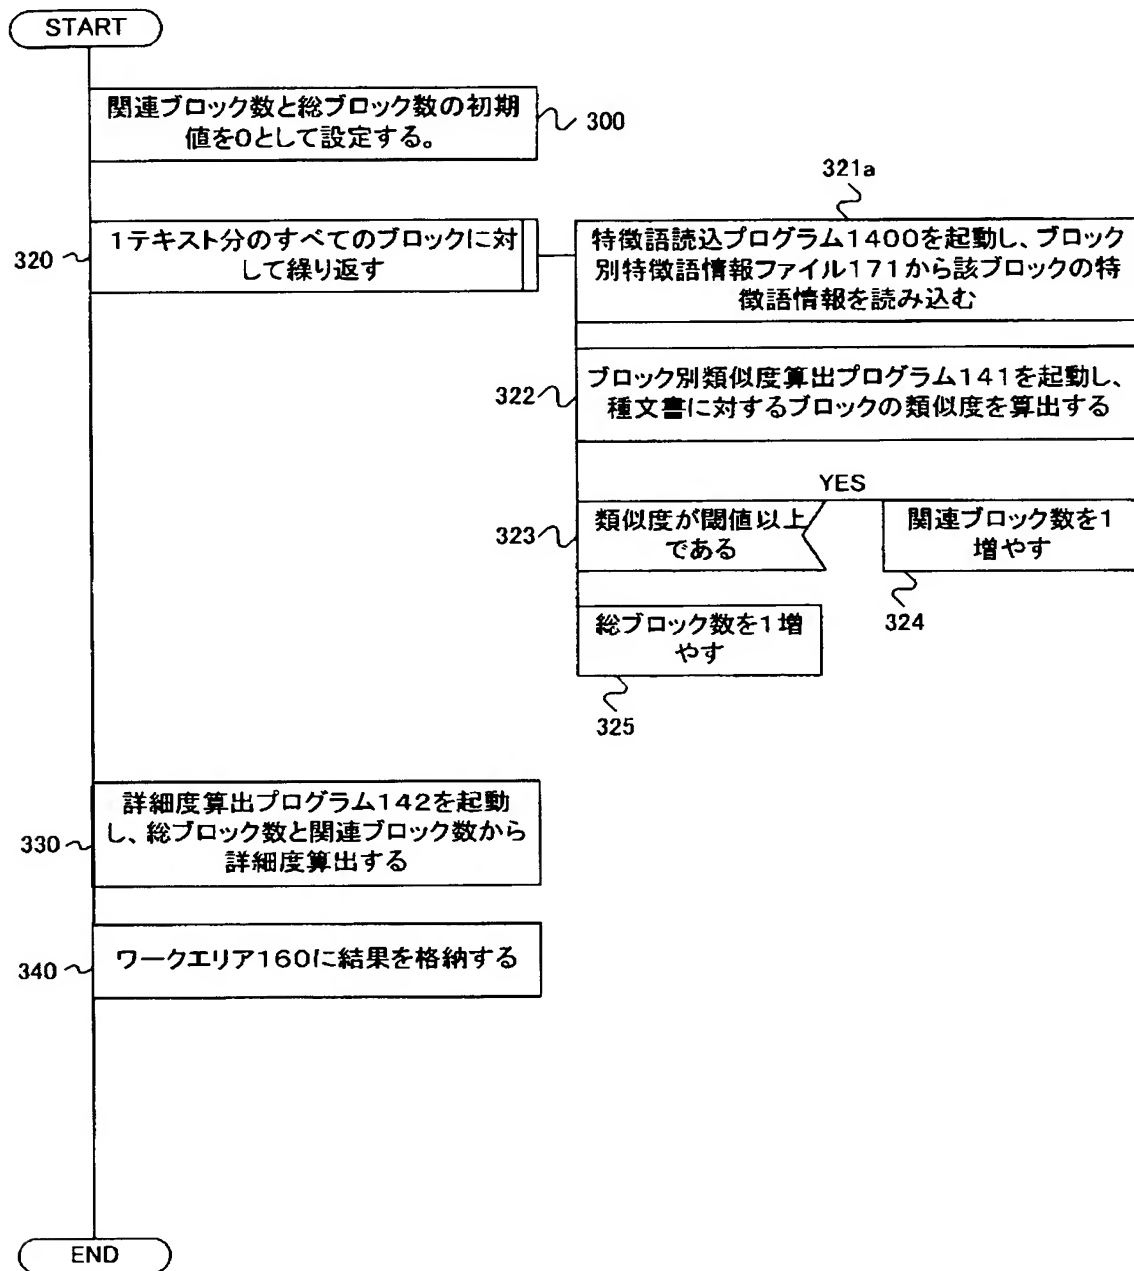 START
関連ブロック数と総ブロック数の初期
値を0として設定する。
300
321a
320
1テキスト分のすべてのブロックに対
して繰り返す
特徴語読込プログラム1400を起動し、ブロック
別特徴語情報ファイル171から該ブロックの特
徴語情報を読み込む
322
ブロック別類似度算出プログラム141を起動し、
種文書に対するブロックの類似度を算出する
YES
323
類似度が閾値以上
である
関連ブロック数を1
増やす
324
総ブロック数を1増
やす
325
330
詳細度算出プログラム142を起動
し、総ブロック数と関連ブロック数から
詳細度算出する
340
ワークエリア160に結果を格納する
END